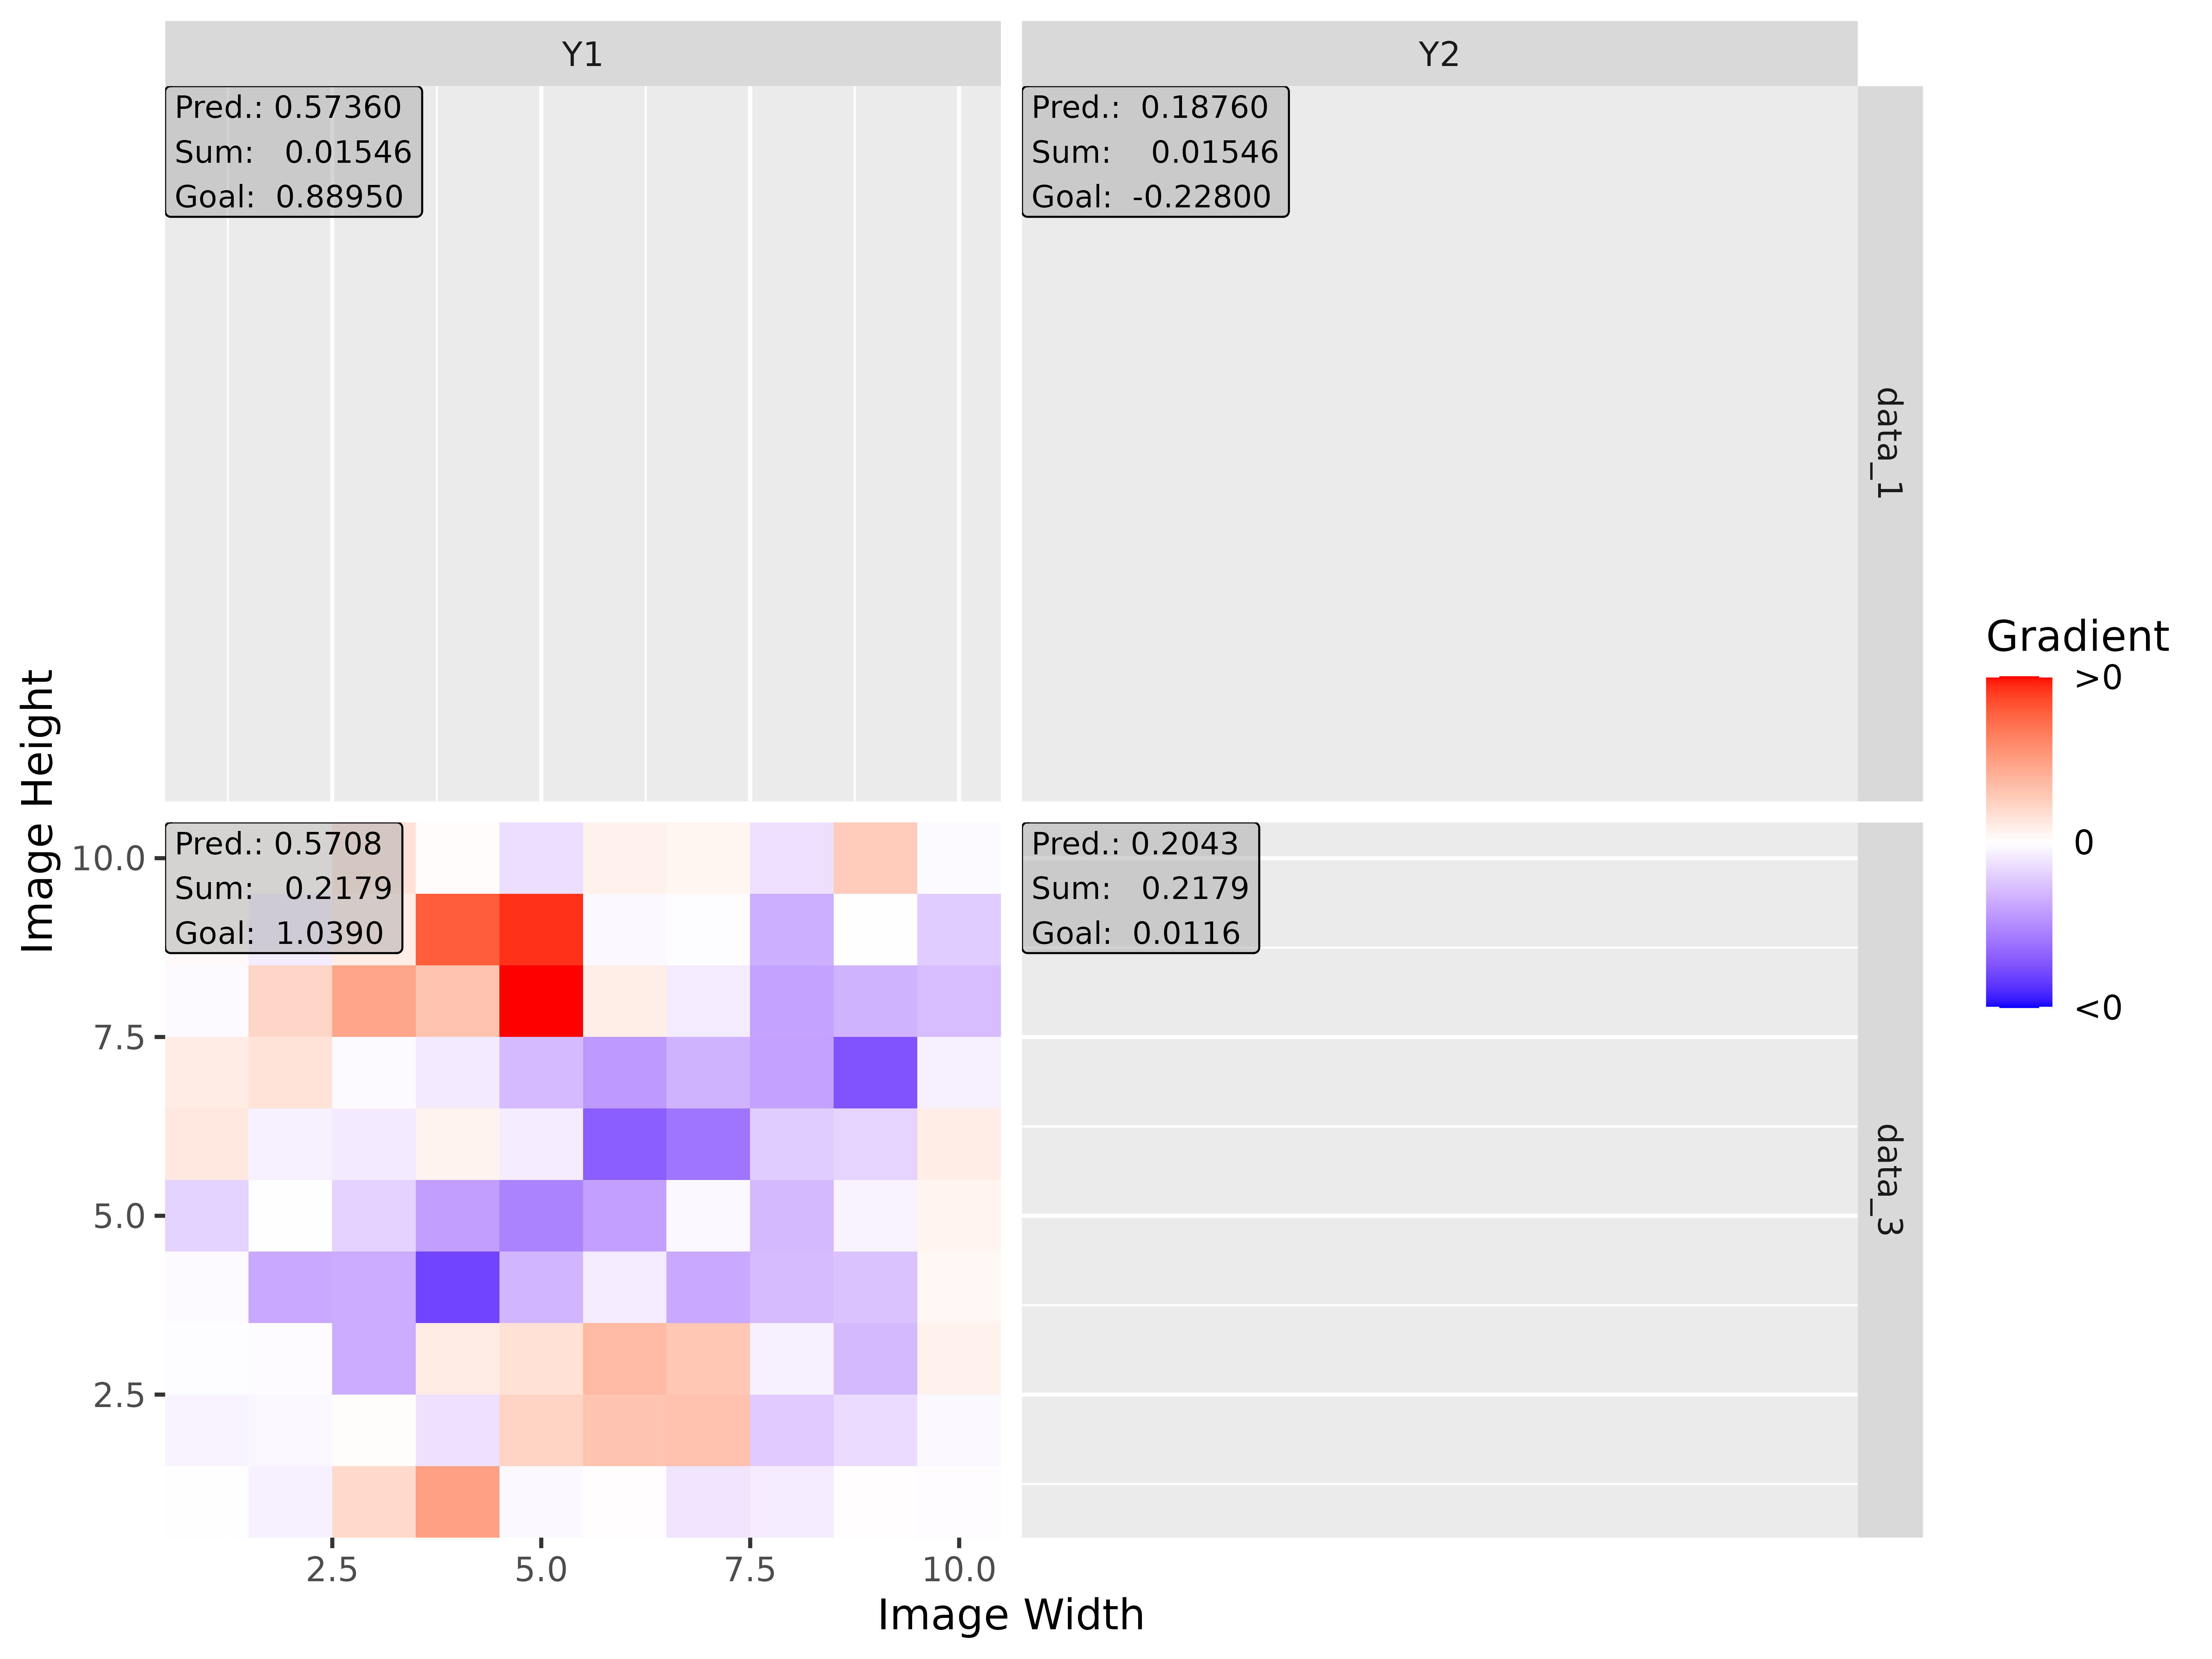 Y1
Y2
Pred.: 0.57360
Sum: 0.01546
Goal: 0.88950
Pred.: 0.18760
Sum: 0.01546
Goal: -0.22800
data_1
Pred.: 0.5708
Sum: 0.2179
Goal: 1.0390
Pred.: 0.2043
Sum: 0.2179
Goal: 0.0116
data_3
Image Height
10.0
7.5
5.0
2.5
2.5 5.0 7.5 10.0
Image Width
Gradient
>0
0
<0